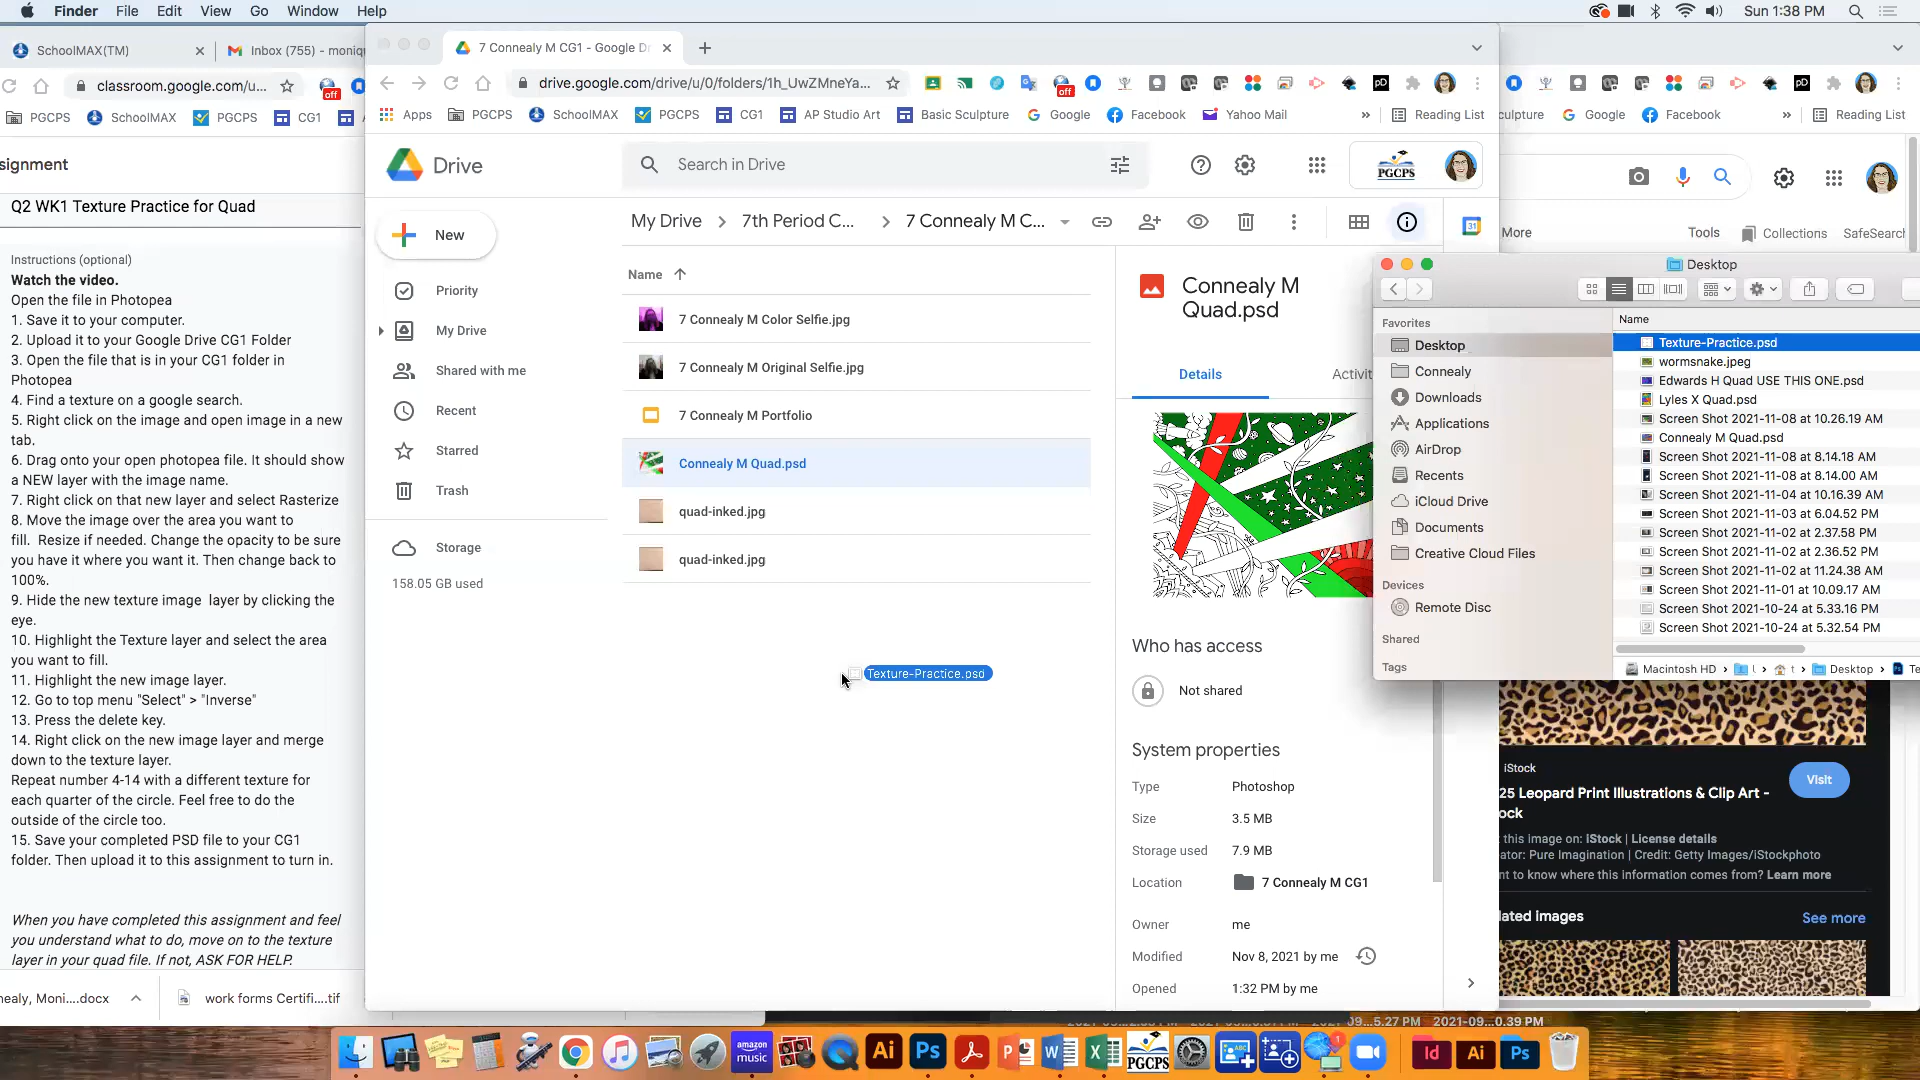 Finder File Edit View Go Window Help
Sun 1:38 PM
SchoolMAX(TM)
Inbox (755) - moniq
7 Connealy M CG1 - Google Dr
classroom.google.com/u...
off
drive.google.com/drive/u/0/folders/1h_UwZMneYa...
off
pD
pD
PGCPS SchoolMAX PGCPS CG1
Apps PGCPS SchoolMAX PGCPS CG1 AP Studio Art Basic Sculpture Google Facebook Yahoo Mail » Reading List
culpture Google Facebook » Reading List
signment
Q2 WK1 Texture Practice for Quad
Instructions (optional)
Watch the video.
Open the file in Photopea
1. Save it to your computer.
2. Upload it to your Google Drive CG1 Folder
3. Open the file that is in your CG1 folder in
Photopea
4. Find a texture on a google search.
5. Right click on the image and open image in a new
tab.
6. Drag onto your open photopea file. It should show
a NEW layer with the image name.
7. Right click on that new layer and select Rasterize
8. Move the image over the area you want to
fill. Resize if needed. Change the opacity to be sure
you have it where you want it. Then change back to
100%.
9. Hide the new texture image layer by clicking the
eye.
10. Highlight the Texture layer and select the area
you want to fill.
11. Highlight the new image layer.
12. Go to top menu "Select" > "Inverse"
13. Press the delete key.
14. Right click on the new image layer and merge
down to the texture layer.
Repeat number 4-14 with a different texture for
each quarter of the circle. Feel free to do the
outside of the circle too.
15. Save your completed PSD file to your CG1
folder. Then upload it to this assignment to turn in.
When you have completed this assignment and feel
you understand what to do, move on to the texture
layer in your quad file. If not, ASK FOR HELP.
nealy, Moni....docx
work forms Certifi....tif
Drive
Search in Drive
PGCPS
New
Priority
My Drive
Shared with me
Recent
Starred
Trash
Storage
158.05 GB used
My Drive > 7th Period C... > 7 Connealy M C...
31
Name
7 Connealy M Color Selfie.jpg
7 Connealy M Original Selfie.jpg
7 Connealy M Portfolio
Connealy M Quad.psd
quad-inked.jpg
quad-inked.jpg
Texture-Practice.psd
Connealy M
Quad.psd
Details
Activit
Who has access
Not shared
System properties
Type Photoshop
Size 3.5 MB
Storage used 7.9 MB
Location 7 Connealy M CG1
Owner me
Modified Nov 8, 2021 by me
Opened 1:32 PM by me
More Tools Collections SafeSearch
Desktop
Favorites
Desktop
Connealy
Downloads
Applications
AirDrop
Recents
iCloud Drive
Documents
Creative Cloud Files
Devices
Remote Disc
Shared
Tags
Name
Texture-Practice.psd
wormsnake.jpeg
Edwards H Quad USE THIS ONE.psd
Lyles X Quad.psd
Screen Shot 2021-11-08 at 10.26.19 AM
Connealy M Quad.psd
Screen Shot 2021-11-08 at 8.14.18 AM
Screen Shot 2021-11-08 at 8.14.00 AM
Screen Shot 2021-11-04 at 10.16.39 AM
Screen Shot 2021-11-03 at 6.04.52 PM
Screen Shot 2021-11-02 at 2.37.58 PM
Screen Shot 2021-11-02 at 2.36.52 PM
Screen Shot 2021-11-02 at 11.24.38 AM
Screen Shot 2021-11-01 at 10.09.17 AM
Screen Shot 2021-10-24 at 5.33.16 PM
Screen Shot 2021-10-24 at 5.32.54 PM
Macintosh HD > Desktop > Te
iStock
25 Leopard Print Illustrations & Clip Art -
ock
Visit
this image on: iStock | License details
ator: Pure Imagination | Credit: Getty Images/iStockphoto
nt to know where this information comes from? Learn more
lated images
See more
5.27 PM 2021-09...0.39 PM
amazon
music
Ai
Ps
PGCPS
1
Id
Ai
Ps